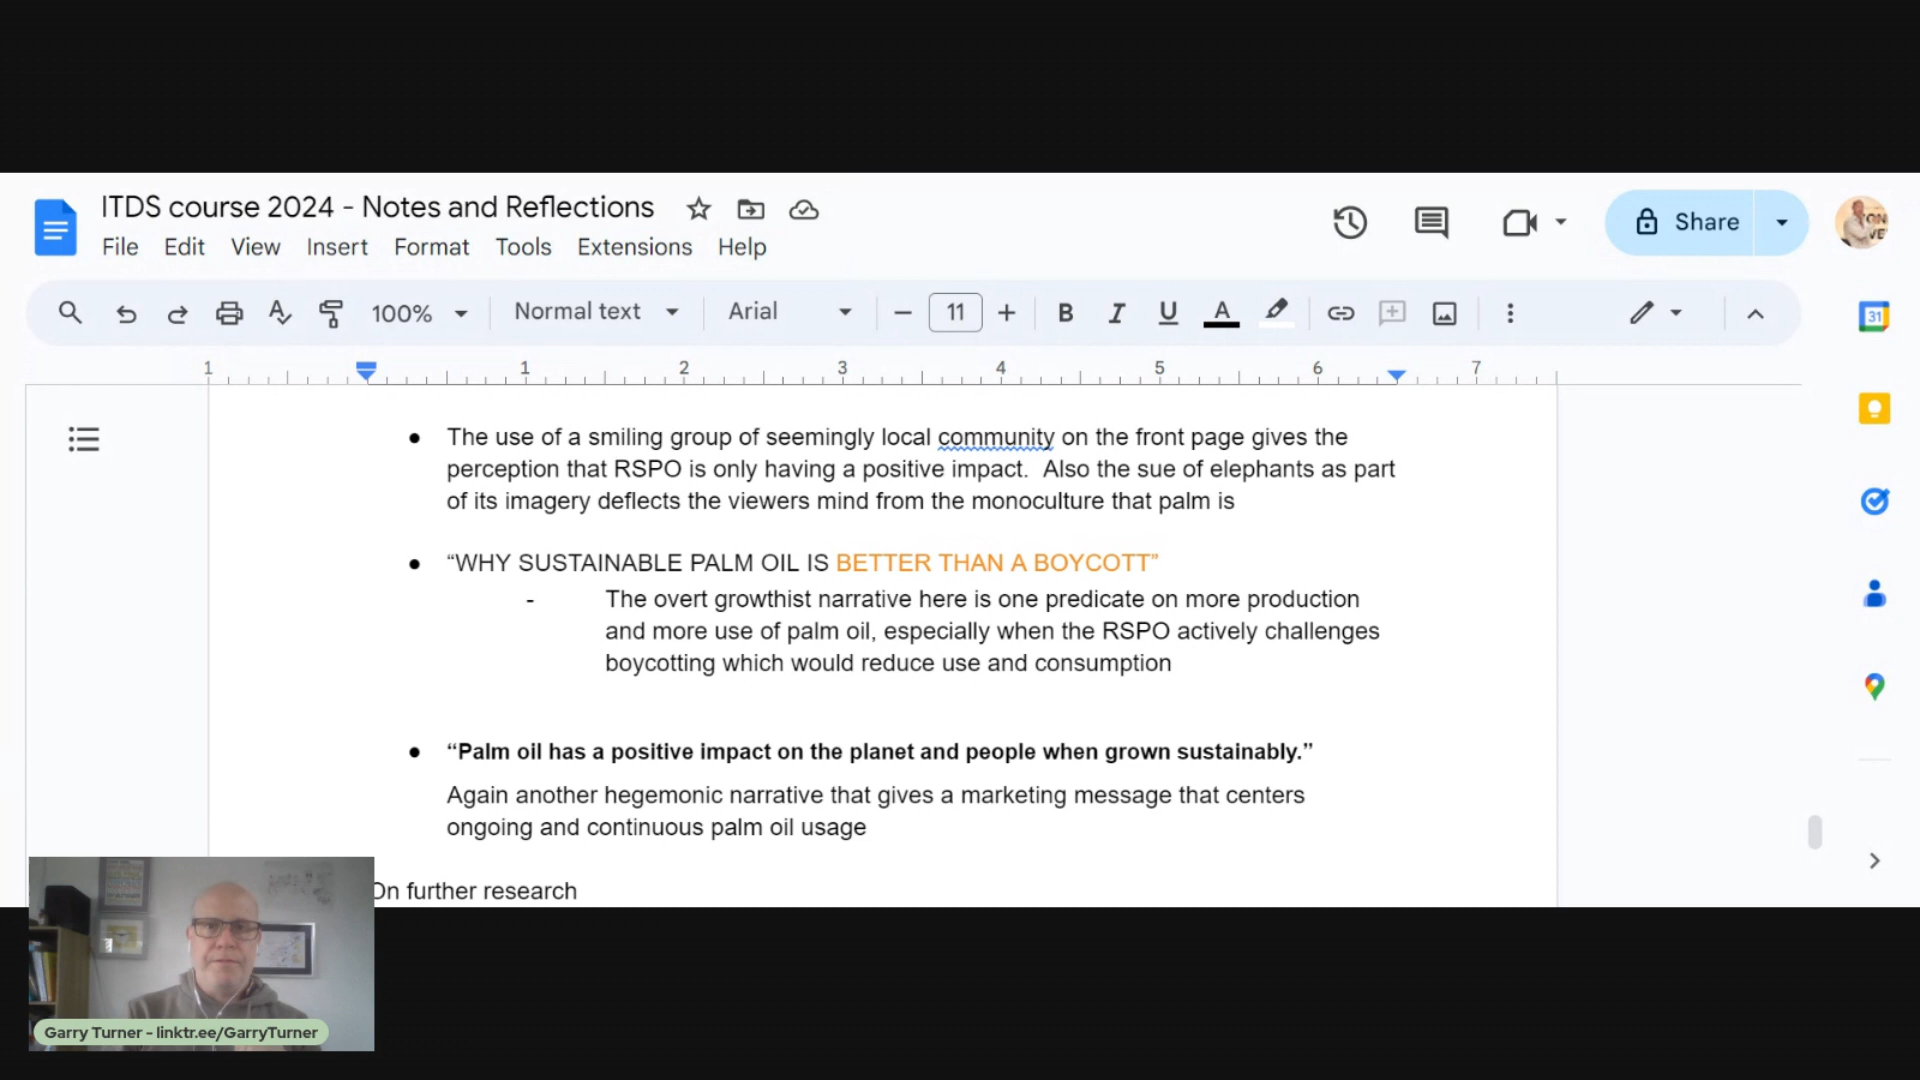 ITDS course 2024 - Notes and Reflections
File Edit View Insert Format Tools Extensions Help
Share
100% Normal text Arial 11 B I U A
31
1 1 2 3 4 5 6 7
The use of a smiling group of seemingly local community on the front page gives the
perception that RSPO is only having a positive impact. Also the sue of elephants as part
of its imagery deflects the viewers mind from the monoculture that palm is
“WHY SUSTAINABLE PALM OIL IS BETTER THAN A BOYCOTT”
- The overt growthist narrative here is one predicate on more production
and more use of palm oil, especially when the RSPO actively challenges
boycotting which would reduce use and consumption
“Palm oil has a positive impact on the planet and people when grown sustainably.”
Again another hegemonic narrative that gives a marketing message that centers
ongoing and continuous palm oil usage
On further research
Garry Turner - linktr.ee/GarryTurner